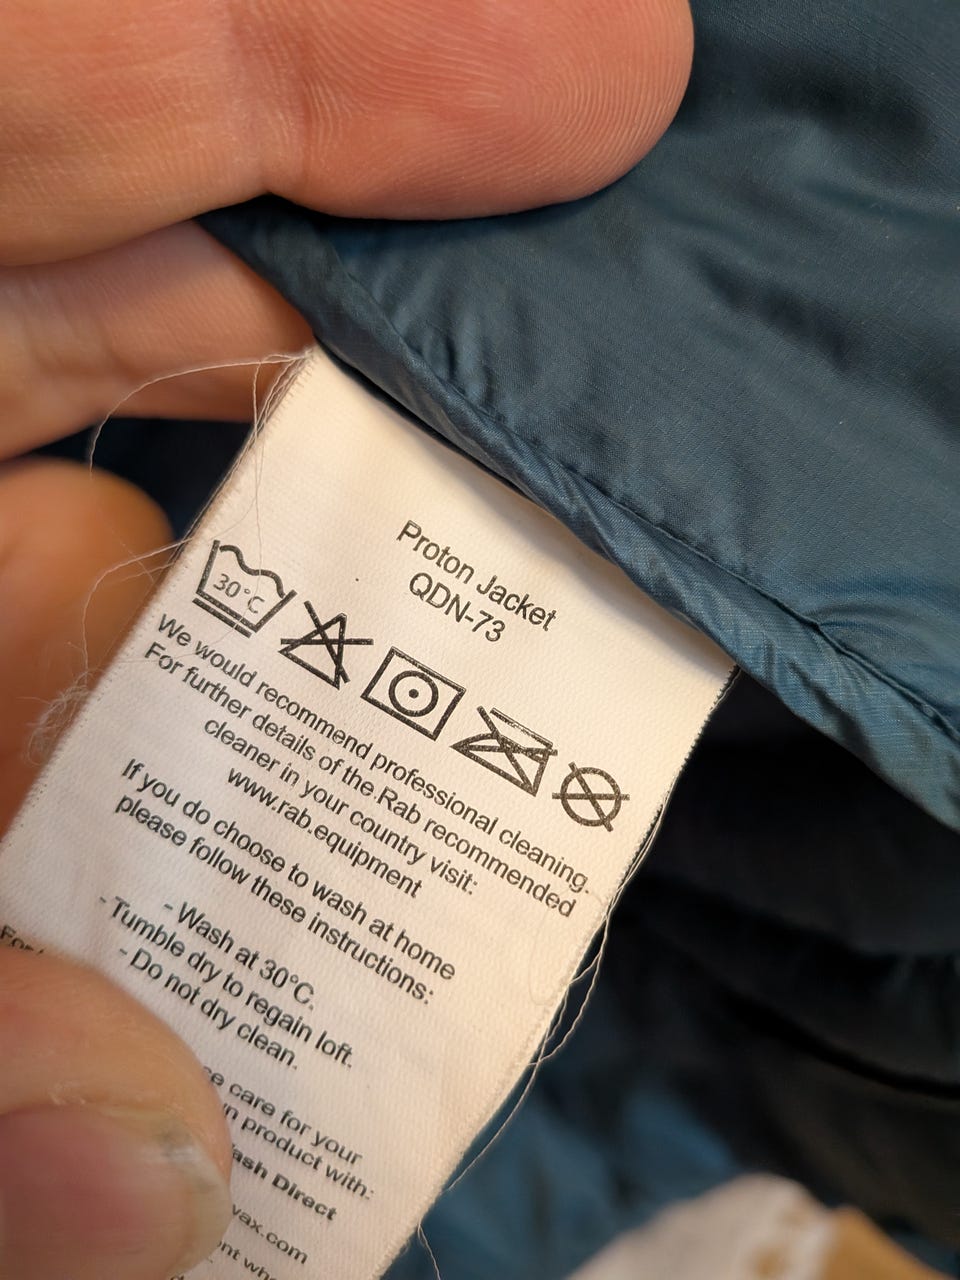 Proton Jacket
QDN-73
30°C
We would recommend professional cleaning.
For further details of the Rab recommended
cleaner in your country visit:
www.rab.equipment
If you do choose to wash at home
please follow these instructions:
- Wash at 30°C.
- Tumble dry to regain loft.
- Do not dry clean.
care for your
product with:
Direct